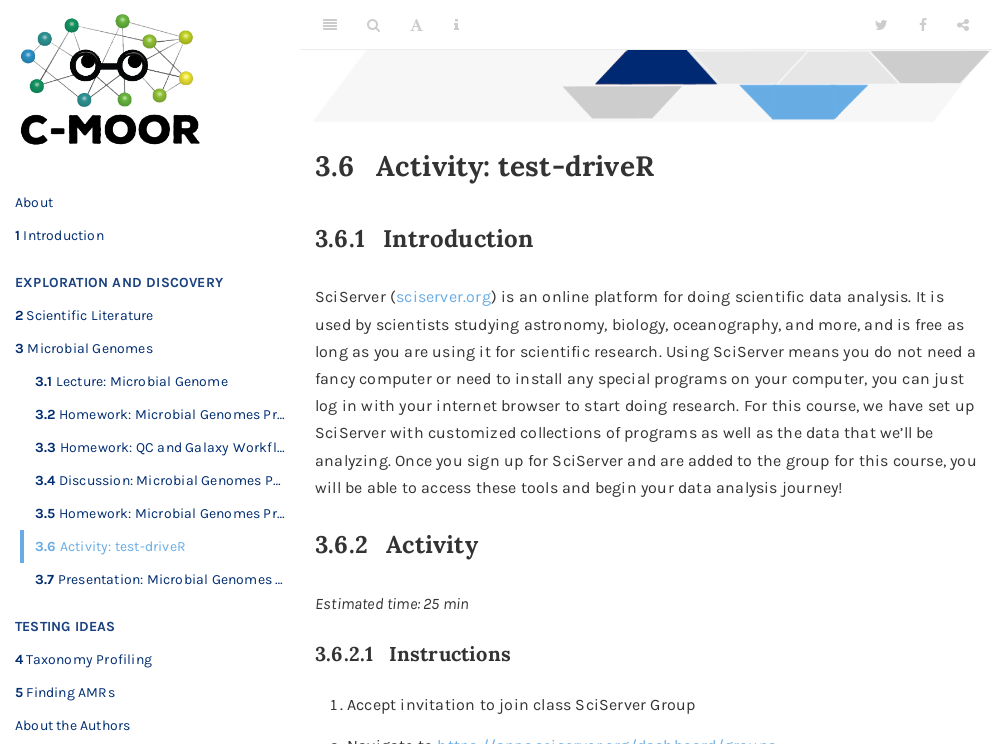 C-MOOR
About
1 Introduction
EXPLORATION AND DISCOVERY
2 Scientific Literature
3 Microbial Genomes
3.1 Lecture: Microbial Genome
3.2 Homework: Microbial Genomes Pr…
3.3 Homework: QC and Galaxy Workfl…
3.4 Discussion: Microbial Genomes P…
3.5 Homework: Microbial Genomes Pr…
3.6 Activity: test-driveR
3.7 Presentation: Microbial Genomes …
TESTING IDEAS
4 Taxonomy Profiling
5 Finding AMRs
About the Authors
3.6 Activity: test-driveR
3.6.1 Introduction
SciServer (sciserver.org) is an online platform for doing scientific data analysis. It is
used by scientists studying astronomy, biology, oceanography, and more, and is free as
long as you are using it for scientific research. Using SciServer means you do not need a
fancy computer or need to install any special programs on your computer, you can just
log in with your internet browser to start doing research. For this course, we have set up
SciServer with customized collections of programs as well as the data that we’ll be
analyzing. Once you sign up for SciServer and are added to the group for this course, you
will be able to access these tools and begin your data analysis journey!
3.6.2 Activity
Estimated time: 25 min
3.6.2.1 Instructions
1. Accept invitation to join class SciServer Group
2. Navigate to https://apps.sciserver.org/dashboard/groups